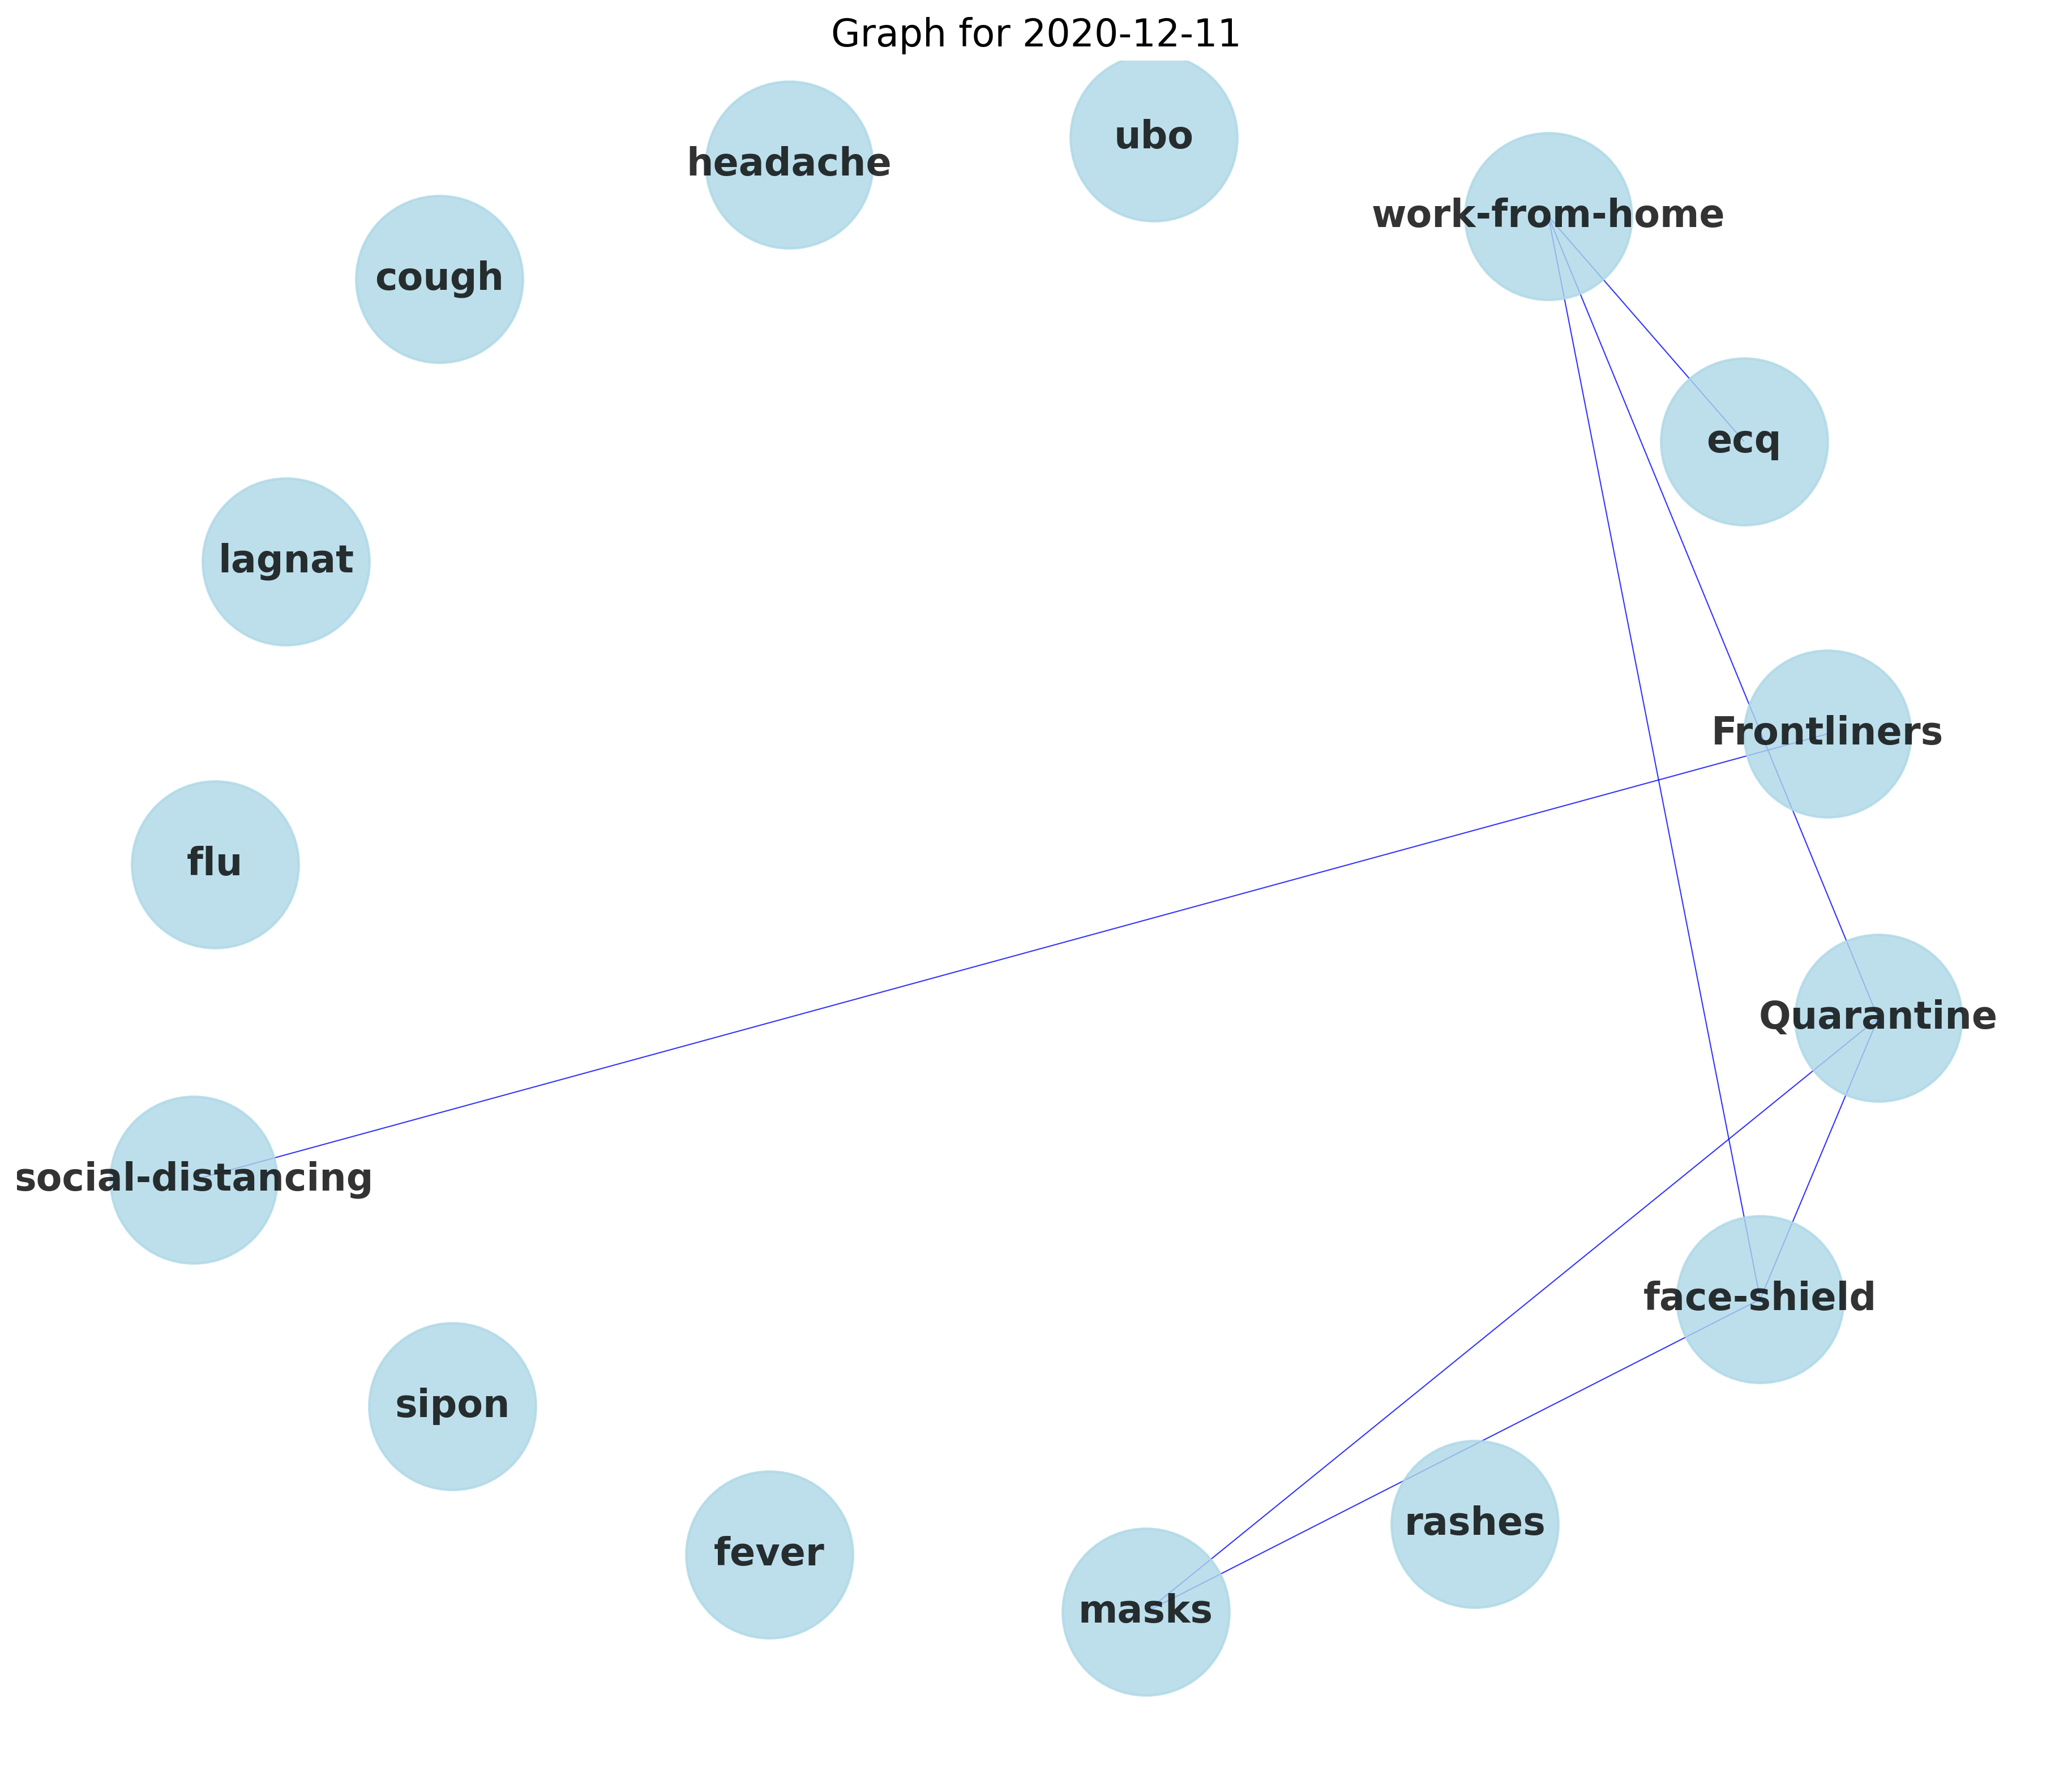 Graph for 2020-12-11
ubo
headache
work-from-home
cough
ecq
lagnat
Frontliners
flu
Quarantine
social-distancing
face-shield
sipon
rashes
fever
masks